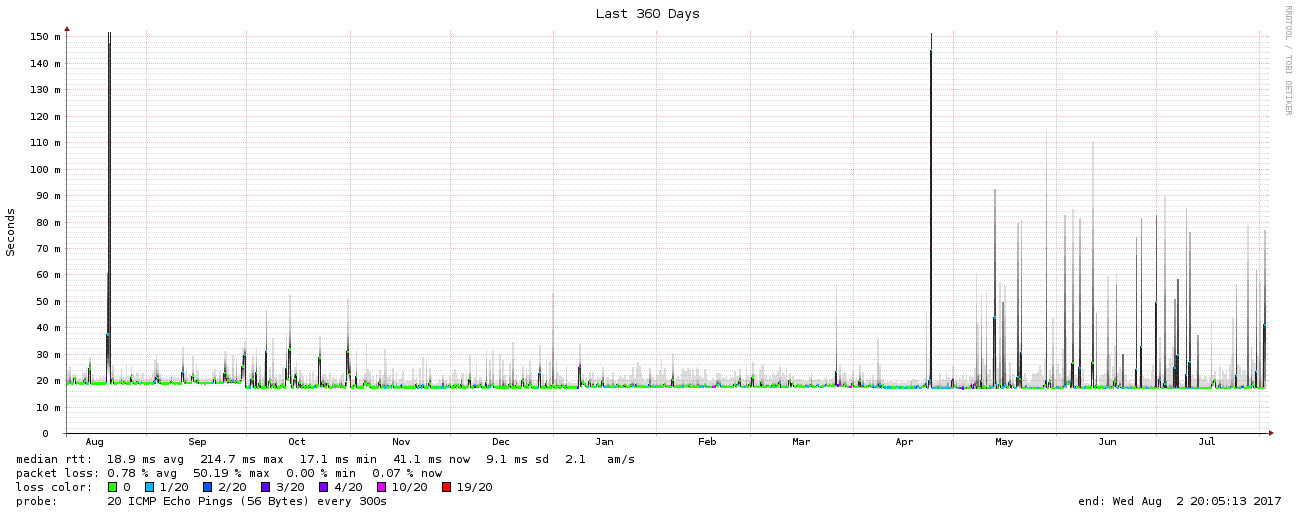 Last 360 Days
RRDTOOL / TOBI OETIKER
Seconds
150 m
140 m
130 m
120 m
110 m
100 m
90 m
80 m
70 m
60 m
50 m
40 m
30 m
20 m
10 m
0
Aug Sep Oct Nov Dec Jan Feb Mar Apr May Jun Jul
median rtt: 18.9 ms avg 214.7 ms max 17.1 ms min 41.1 ms now 9.1 ms sd 2.1 am/s
packet loss: 0.78 % avg 50.19 % max 0.00 % min 0.07 % now
loss color: 0 1/20 2/20 3/20 4/20 10/20 19/20
probe: 20 ICMP Echo Pings (56 Bytes) every 300s end: Wed Aug 2 20:05:13 2017